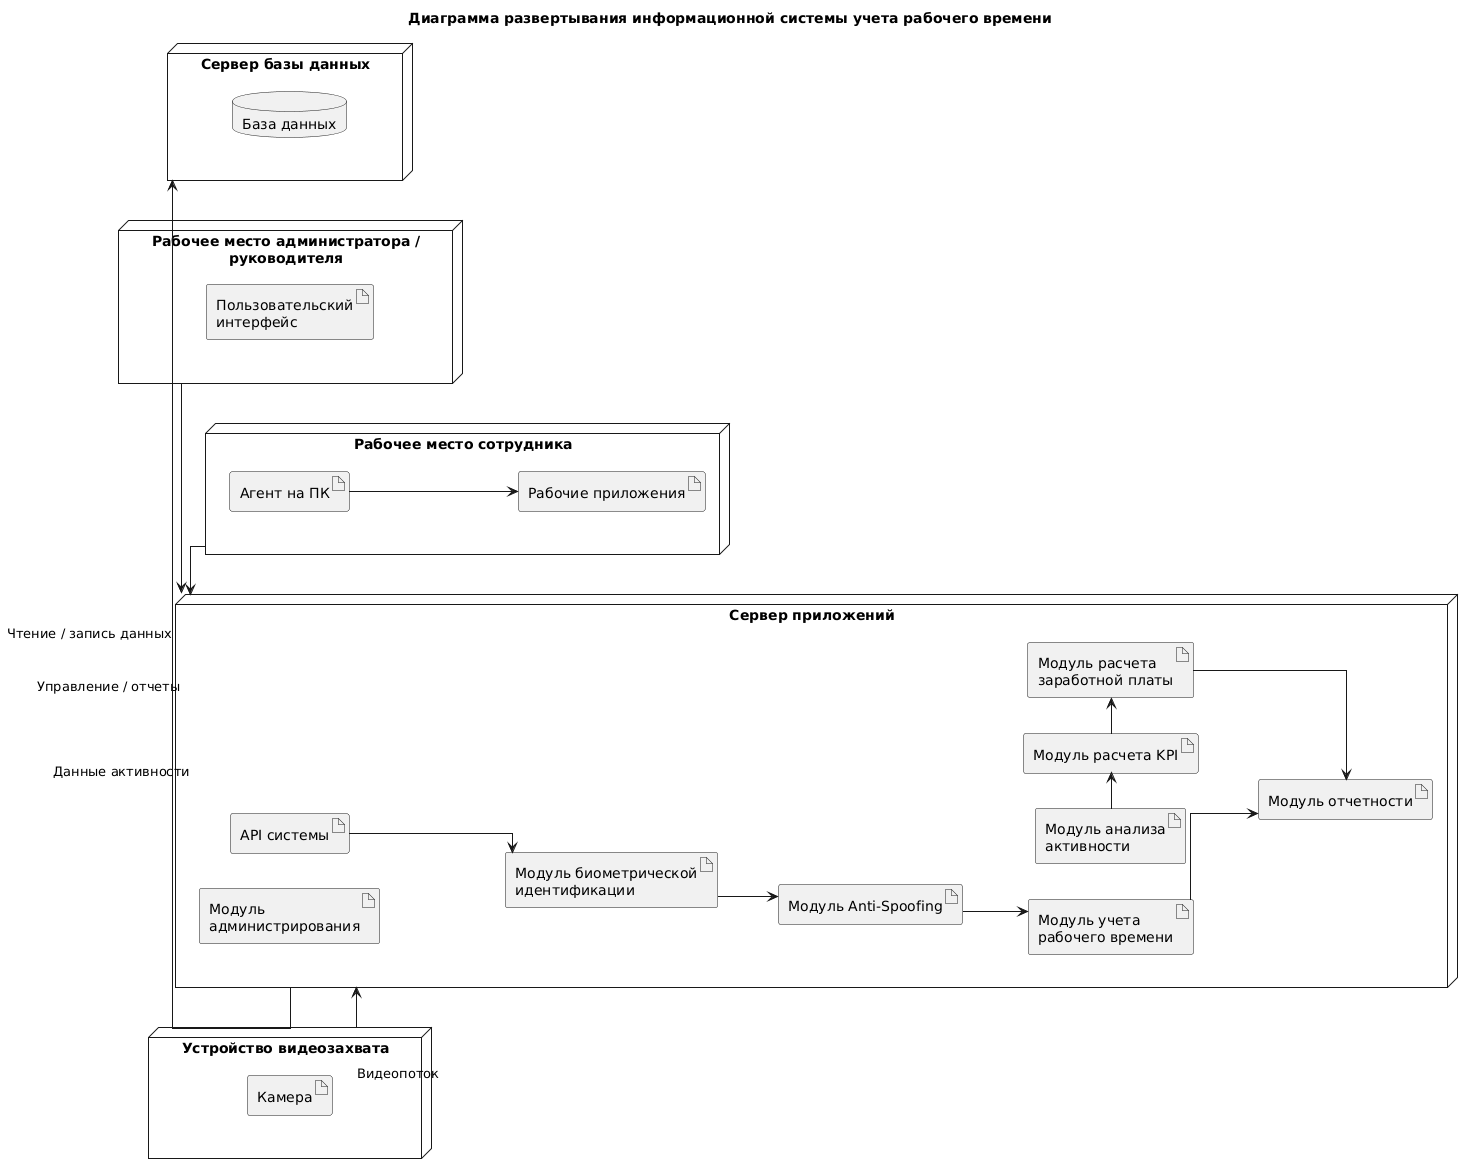 Диаграмма развертывания информационной системы учета рабочего времени
Сервер базы данных
База данных
Рабочее место администратора /
руководителя
Пользовательский
интерфейс
Рабочее место сотрудника
Агент на ПК
Рабочие приложения
Сервер приложений
Чтение / запись данных
Управление / отчеты
Данные активности
Модуль расчета
заработной платы
Модуль расчета KPI
Модуль отчетности
Модуль анализа
активности
API системы
Модуль биометрической
идентификации
Модуль Anti-Spoofing
Модуль учета
рабочего времени
Модуль
администрирования
Устройство видеозахвата
Видеопоток
Камера